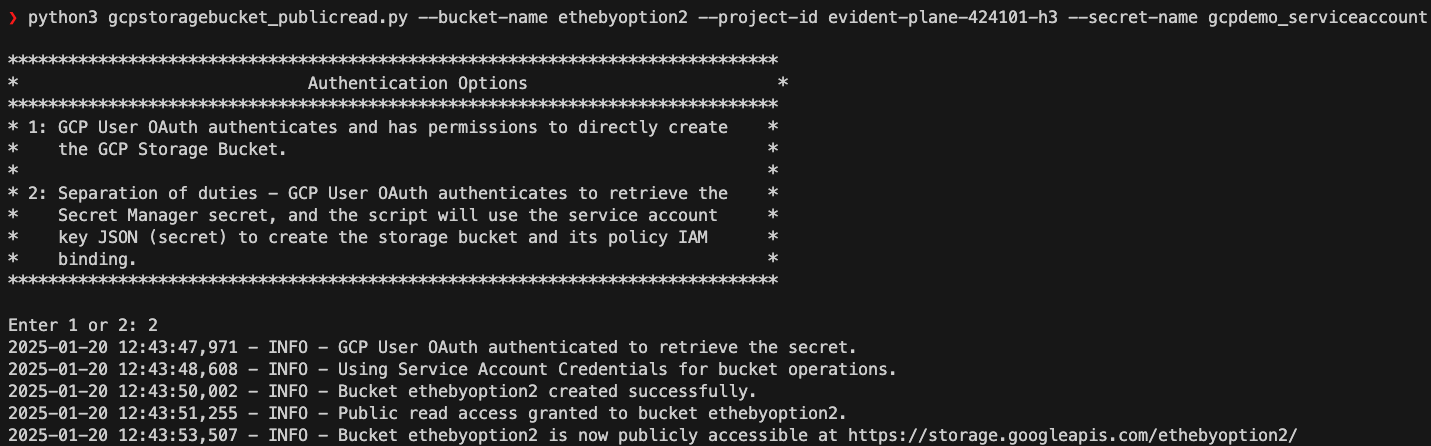 ❯ python3 gcpstoragebucket_publicread.py --bucket-name ethebyoption2 --project-id evident-plane-424101-h3 --secret-name gcpdemo_serviceaccount

*****************************************************************************
*                             Authentication Options                         *
*****************************************************************************
* 1: GCP User OAuth authenticates and has permissions to directly create    *
*    the GCP Storage Bucket.                                                *
*                                                                           *
* 2: Separation of duties - GCP User OAuth authenticates to retrieve the    *
*    Secret Manager secret, and the script will use the service account     *
*    key JSON (secret) to create the storage bucket and its policy IAM      *
*    binding.                                                               *
*****************************************************************************

Enter 1 or 2: 2
2025-01-20 12:43:47,971 - INFO - GCP User OAuth authenticated to retrieve the secret.
2025-01-20 12:43:48,608 - INFO - Using Service Account Credentials for bucket operations.
2025-01-20 12:43:50,002 - INFO - Bucket ethebyoption2 created successfully.
2025-01-20 12:43:51,255 - INFO - Public read access granted to bucket ethebyoption2.
2025-01-20 12:43:53,507 - INFO - Bucket ethebyoption2 is now publicly accessible at https://storage.googleapis.com/ethebyoption2/